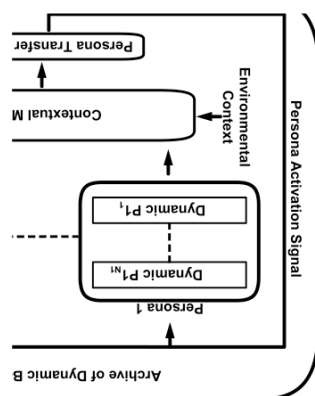 Archive of Dynamic B
Persona 1
Dynamic P1N1
Dynamic P11
Contextual M
Environmental
Context
Persona Transfer
Persona Activation Signal